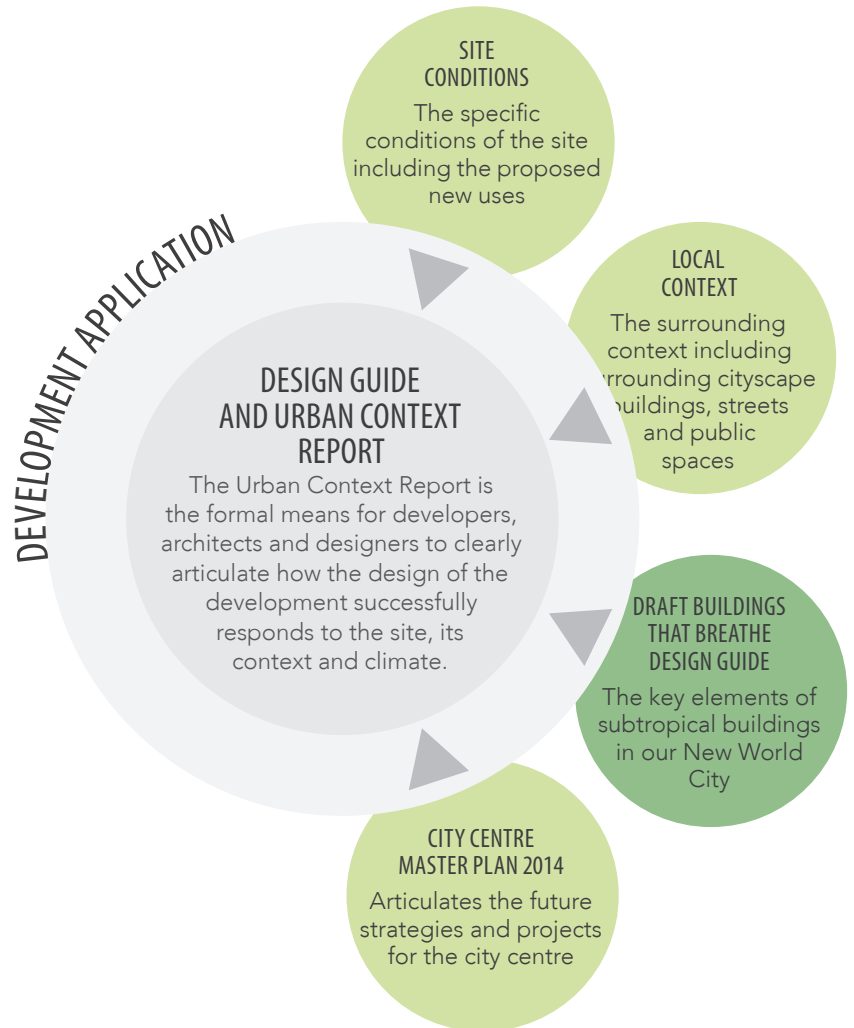 SITE
CONDITIONS
The specific
conditions of the site
including the proposed
new uses
DEVELOPMENT APPLICATION
LOCAL
CONTEXT
The surrounding
context including
rrounding cityscape
buildings, streets
and public
spaces
DESIGN GUIDE
AND URBAN CONTEXT
REPORT
The Urban Context Report is
the formal means for developers,
architects and designers to clearly
articulate how the design of the
development successfully
responds to the site, its
context and climate.
DRAFT BUILDINGS
THAT BREATHE
DESIGN GUIDE
The key elements of
subtropical buildings
in our New World
City
CITY CENTRE
MASTER PLAN 2014
Articulates the future
strategies and projects
for the city centre